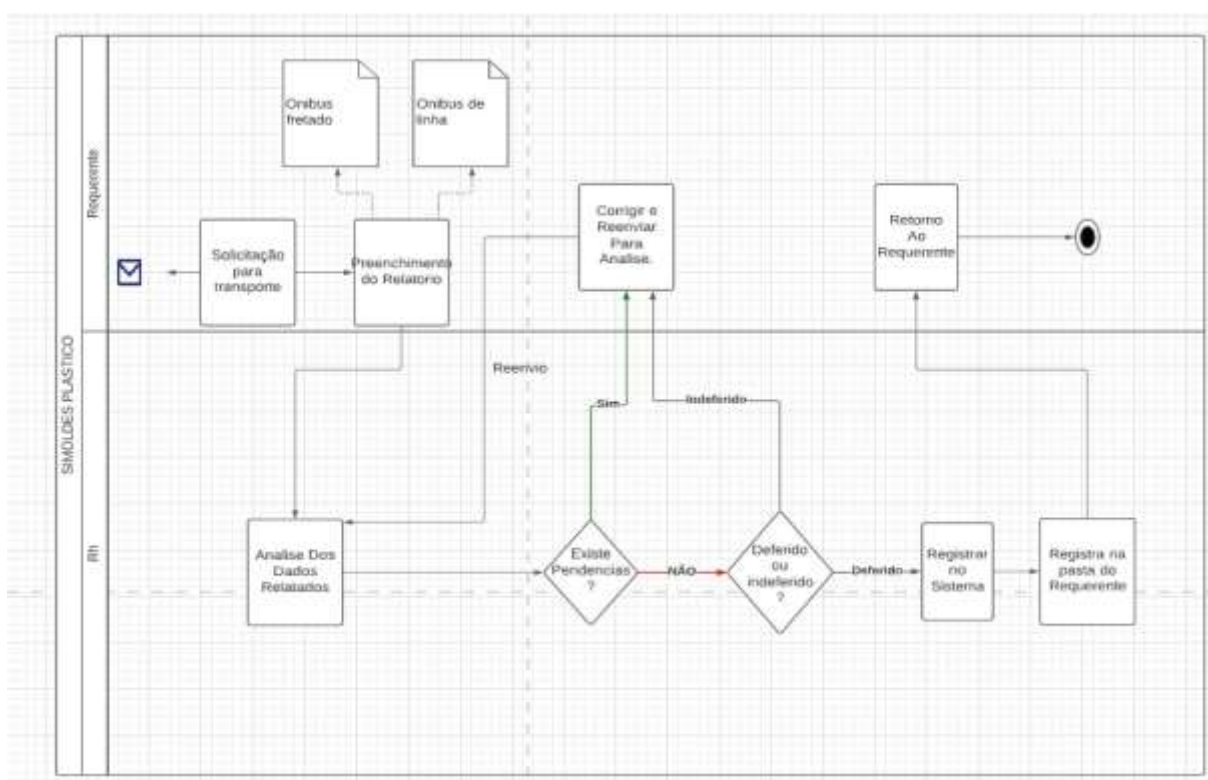 SIMOLDES PLASTICO
Requerente
Onibus
fretado
Onibus de
linha
Solicitação
para
transporte
Preenchimento
do Relatorio
Corrigir e
Reenviar
Para
Analise.
Retorno
Ao
Requerente
Rh
Reenvio
Sim
Indeferido
Analise Dos
Dados
Relatados
Existe
Pendencias
?
NÃO
Deferido
ou
indeferido
?
Deferido
Registrar
no
Sistema
Registra na
pasta do
Requerente